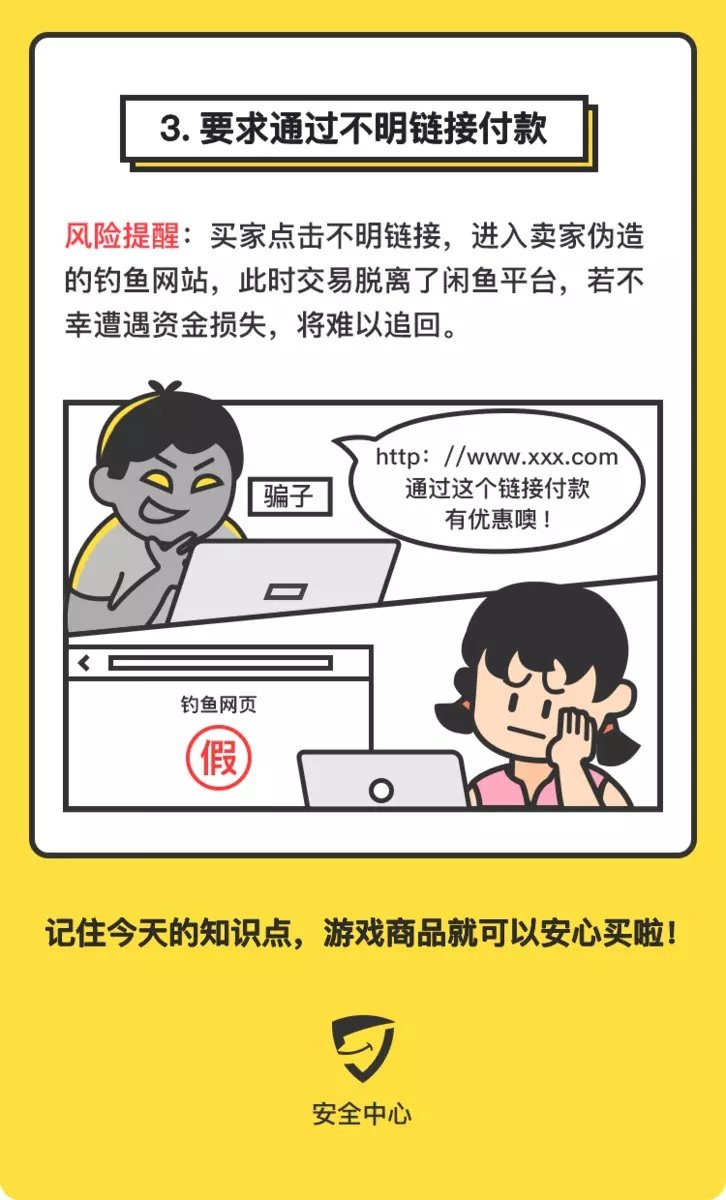 3. 要求通过不明链接付款
风险提醒：买家点击不明链接，进入卖家伪造
的钓鱼网站，此时交易脱离了闲鱼平台，若不
幸遭遇资金损失，将难以追回。
骗子
http：//www.xxx.com
通过这个链接付款
有优惠噢！
钓鱼网页
假
记住今天的知识点，游戏商品就可以安心买啦！
安全中心